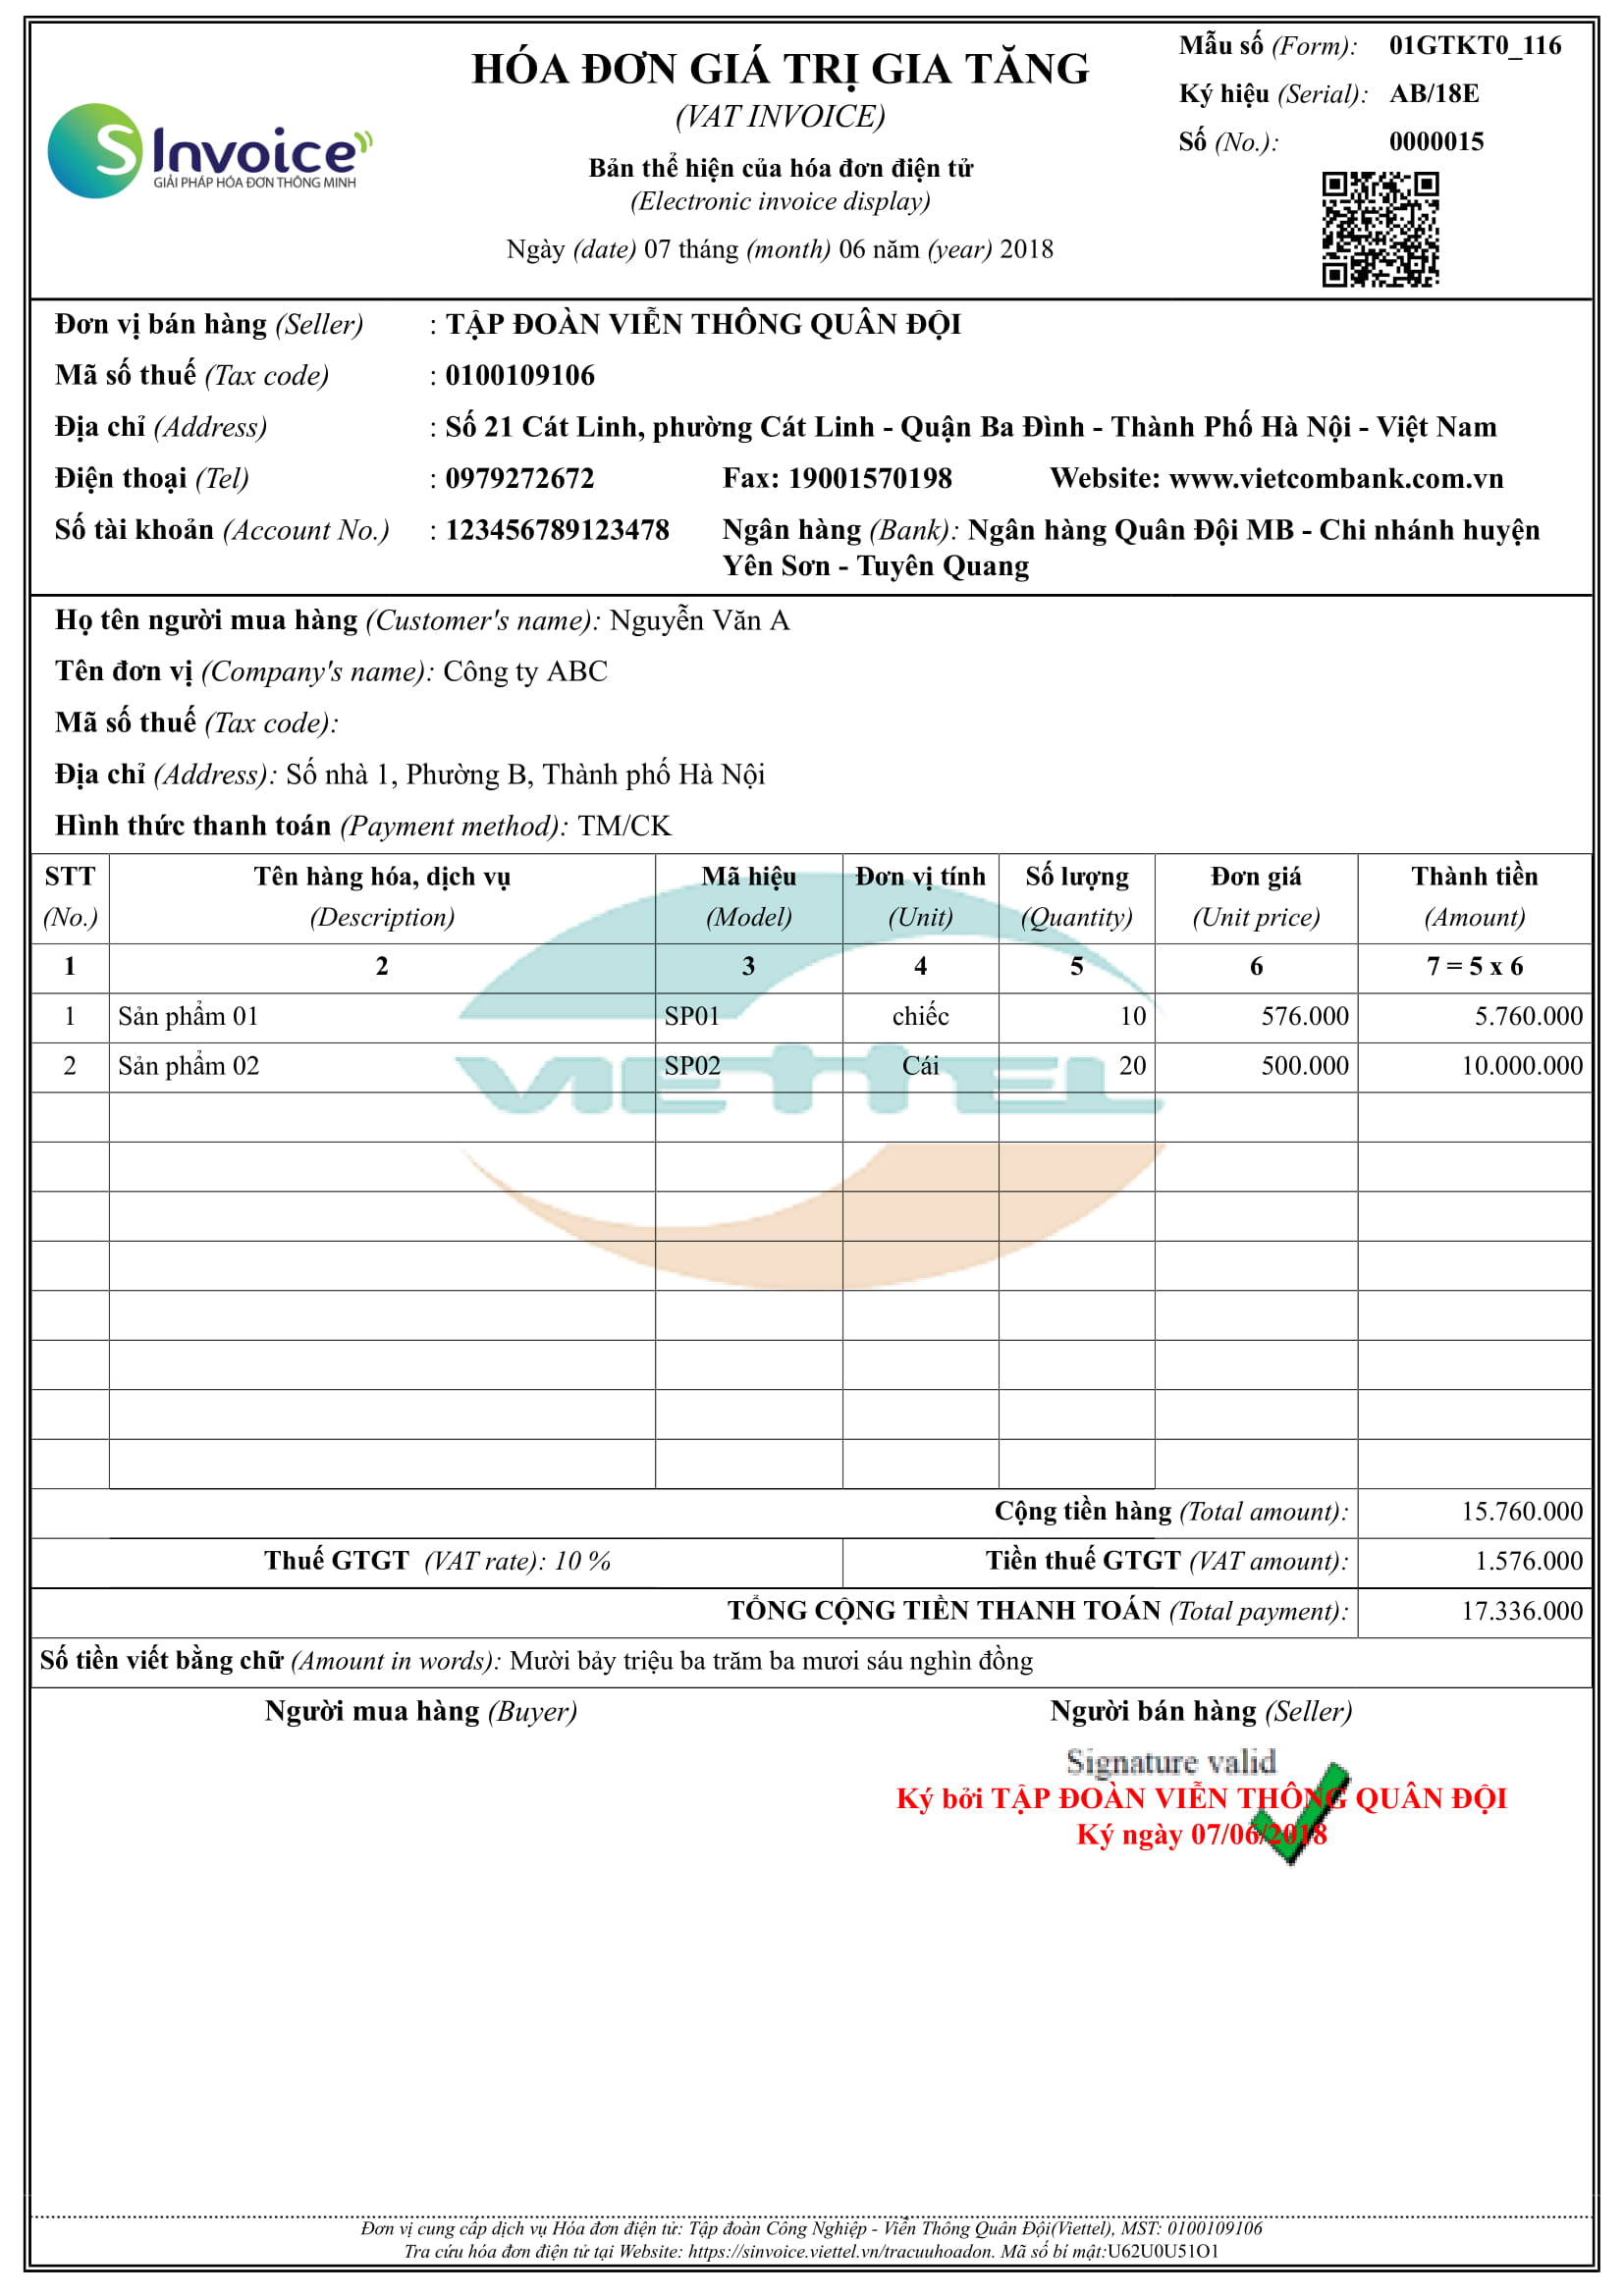 HÓA ĐƠN GIÁ TRỊ GIA TĂNG
(VAT INVOICE)
Bản thể hiện của hóa đơn điện tử
(Electronic invoice display)
Ngày (date) 07 tháng (month) 06 năm (year) 2018
Mẫu số (Form): 01GTKT0_116
Ký hiệu (Serial): AB/18E
Số (No.): 0000015
S Invoice
GIẢI PHÁP HÓA ĐƠN THÔNG MINH
Đơn vị bán hàng (Seller) : TẬP ĐOÀN VIỄN THÔNG QUÂN ĐỘI
Mã số thuế (Tax code) : 0100109106
Địa chỉ (Address) : Số 21 Cát Linh, phường Cát Linh - Quận Ba Đình - Thành Phố Hà Nội - Việt Nam
Điện thoại (Tel) : 0979272672 Fax: 19001570198 Website: www.vietcombank.com.vn
Số tài khoản (Account No.) : 123456789123478 Ngân hàng (Bank): Ngân hàng Quân Đội MB - Chi nhánh huyện
Yên Sơn - Tuyên Quang
Họ tên người mua hàng (Customer's name): Nguyễn Văn A
Tên đơn vị (Company's name): Công ty ABC
Mã số thuế (Tax code):
Địa chỉ (Address): Số nhà 1, Phường B, Thành phố Hà Nội
Hình thức thanh toán (Payment method): TM/CK
STT Tên hàng hóa, dịch vụ Mã hiệu Đơn vị tính Số lượng Đơn giá Thành tiền
(No.) (Description) (Model) (Unit) (Quantity) (Unit price) (Amount)
1 2 3 4 5 6 7 = 5 x 6
1 Sản phẩm 01 SP01 chiếc 10 576.000 5.760.000
2 Sản phẩm 02 SP02 Cái 20 500.000 10.000.000
VIETTEL
Cộng tiền hàng (Total amount): 15.760.000
Thuế GTGT (VAT rate): 10 % Tiền thuế GTGT (VAT amount): 1.576.000
TỔNG CỘNG TIỀN THANH TOÁN (Total payment): 17.336.000
Số tiền viết bằng chữ (Amount in words): Mười bảy triệu ba trăm ba mươi sáu nghìn đồng
Người mua hàng (Buyer) Người bán hàng (Seller)
Signature valid
Ký bởi TẬP ĐOÀN VIỄN THÔNG QUÂN ĐỘI
Ký ngày 07/06/2018
Đơn vị cung cấp dịch vụ Hóa đơn điện tử: Tập đoàn Công Nghiệp - Viễn Thông Quân Đội(Viettel), MST: 0100109106
Tra cứu hóa đơn điện tử tại Website: https://sinvoice.viettel.vn/tracuuhoadon. Mã số bí mật:U62U0U51O1